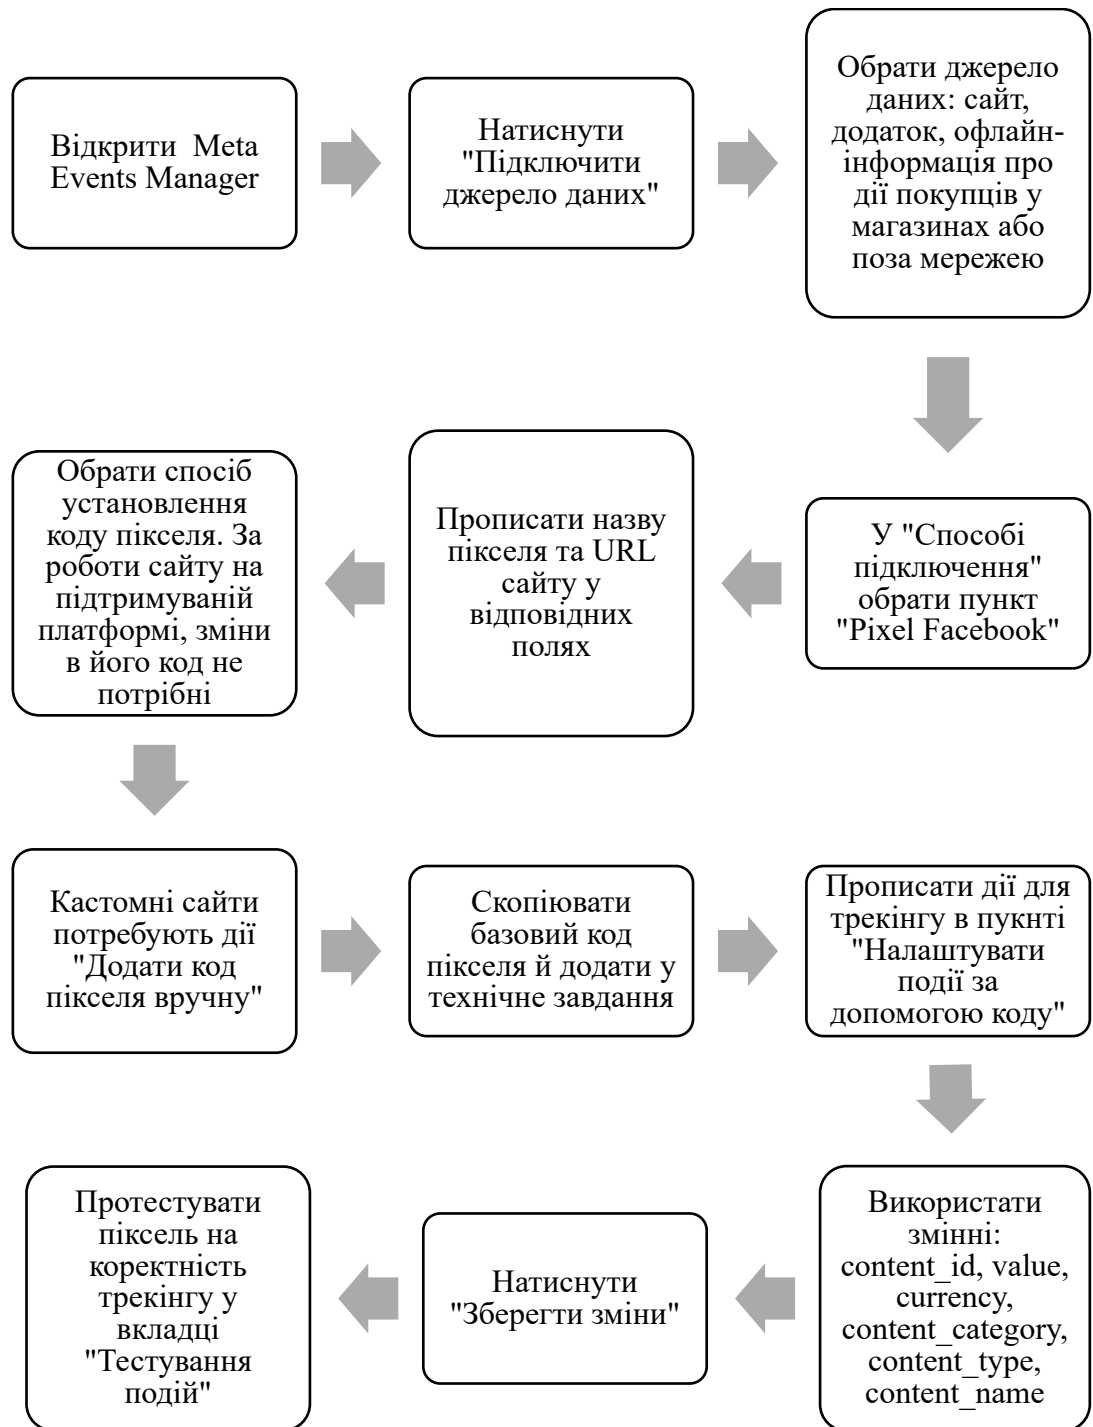 Відкрити Meta
Events Manager
Натиснути
"Підключити
джерело даних"
Обрати джерело
даних: сайт,
додаток, офлайн-
інформація про
дії покупців у
магазинах або
поза мережею
У "Способі
підключення"
обрати пункт
"Pixel Facebook"
Прописати назву
пікселя та URL
сайту у
відповідних
полях
Обрати спосіб
установлення
коду пікселя. За
роботи сайту на
підтримуваній
платформі, зміни
в його код не
потрібні
Кастомні сайти
потребують дії
"Додати код
пікселя вручну"
Скопіювати
базовий код
пікселя й додати у
технічне завдання
Прописати дії для
трекінгу в пукнті
"Налаштувати
події за
допомогою коду"
Використати
змінні:
content_id, value,
currency,
content_category,
content_type,
content_name
Натиснути
"Зберегти зміни"
Протестувати
піксель на
коректність
трекінгу у
вкладці
"Тестування
подій"